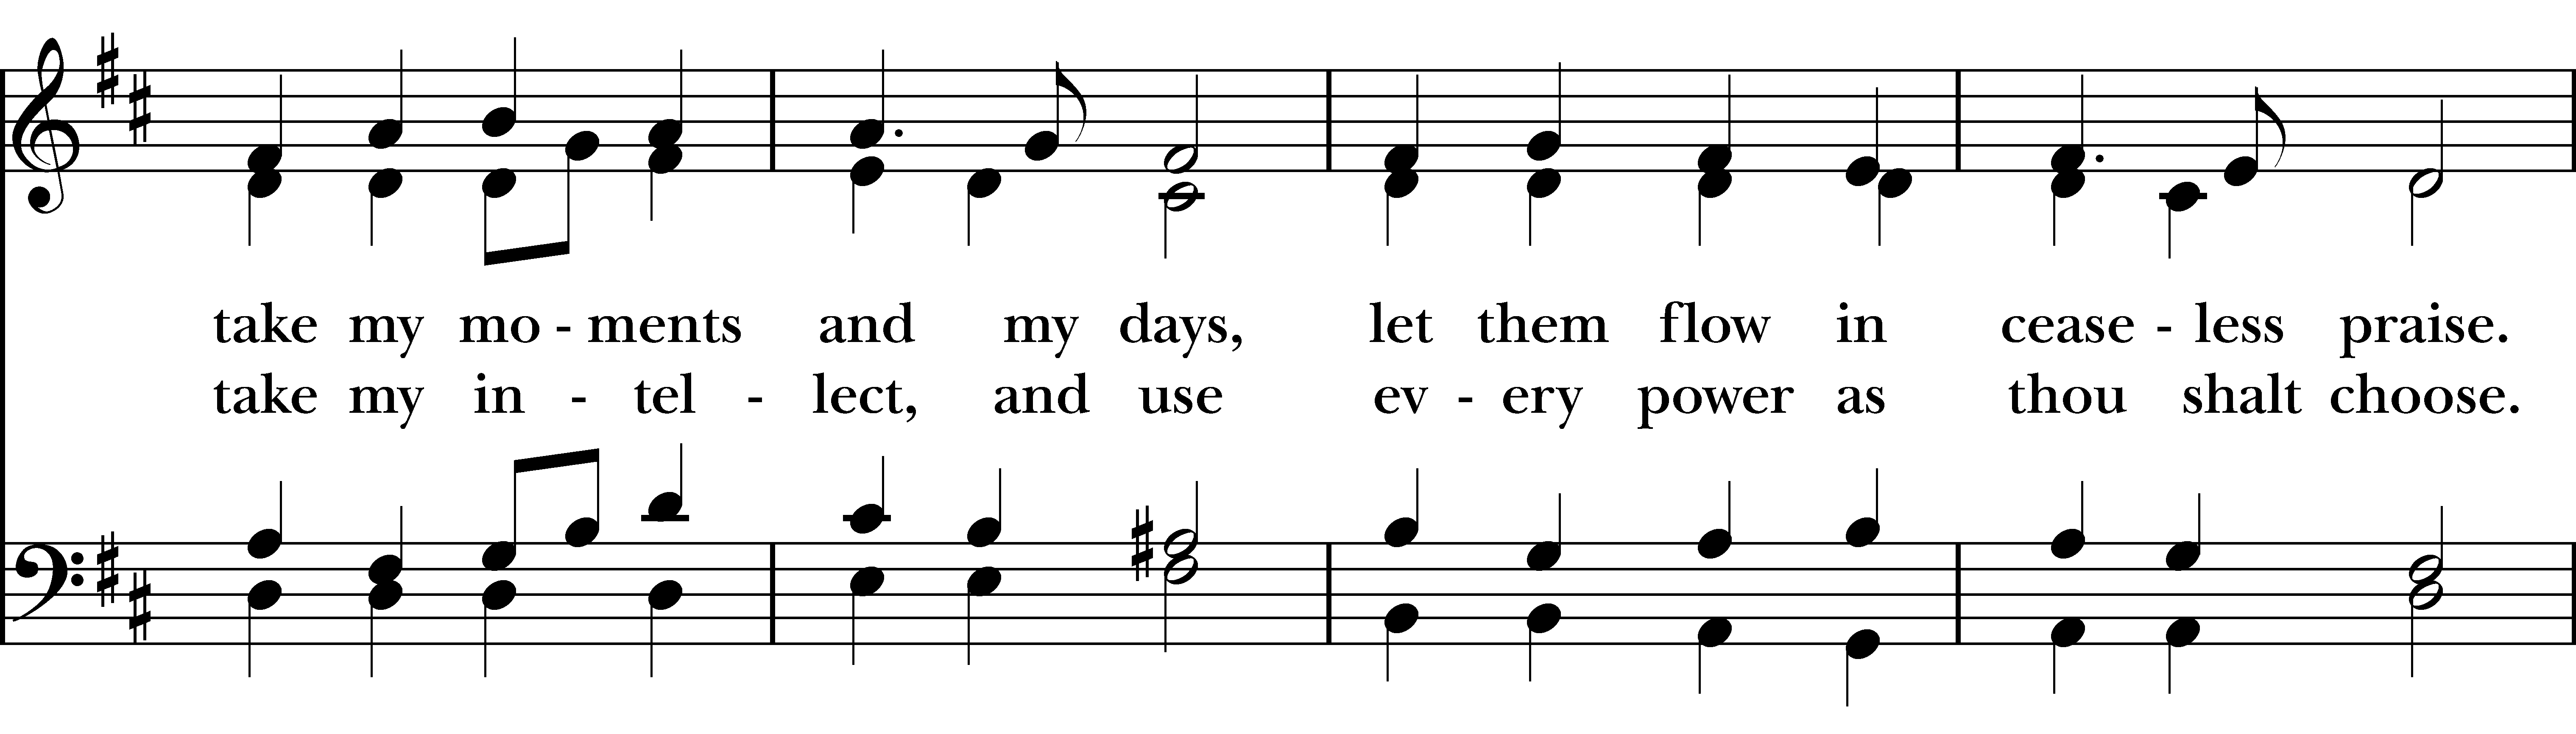 take my mo - ments and my days, let them flow in cease - less praise.
take my in - tel - lect, and use ev - ery power as thou shalt choose.